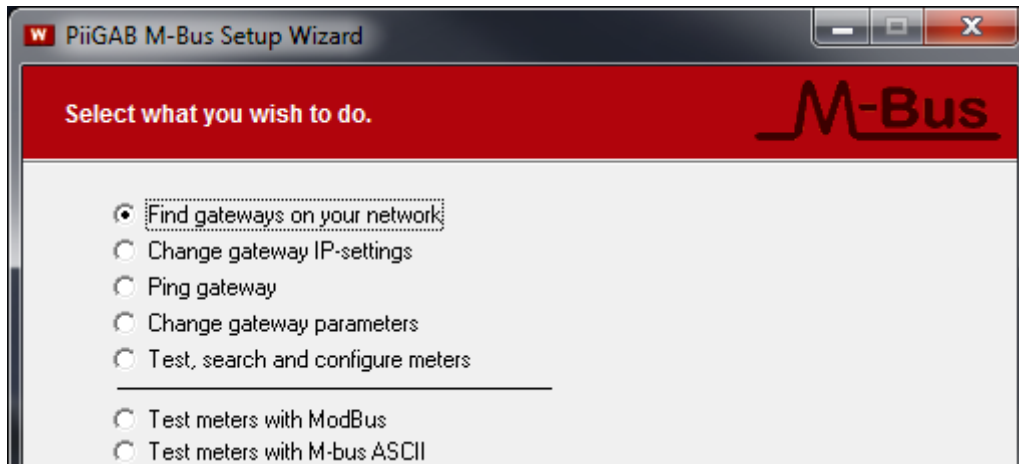 W PiiGAB M-Bus Setup Wizard
Select what you wish to do.
M-Bus
Find gateways on your network
Change gateway IP-settings
Ping gateway
Change gateway parameters
Test, search and configure meters
Test meters with ModBus
Test meters with M-bus ASCII